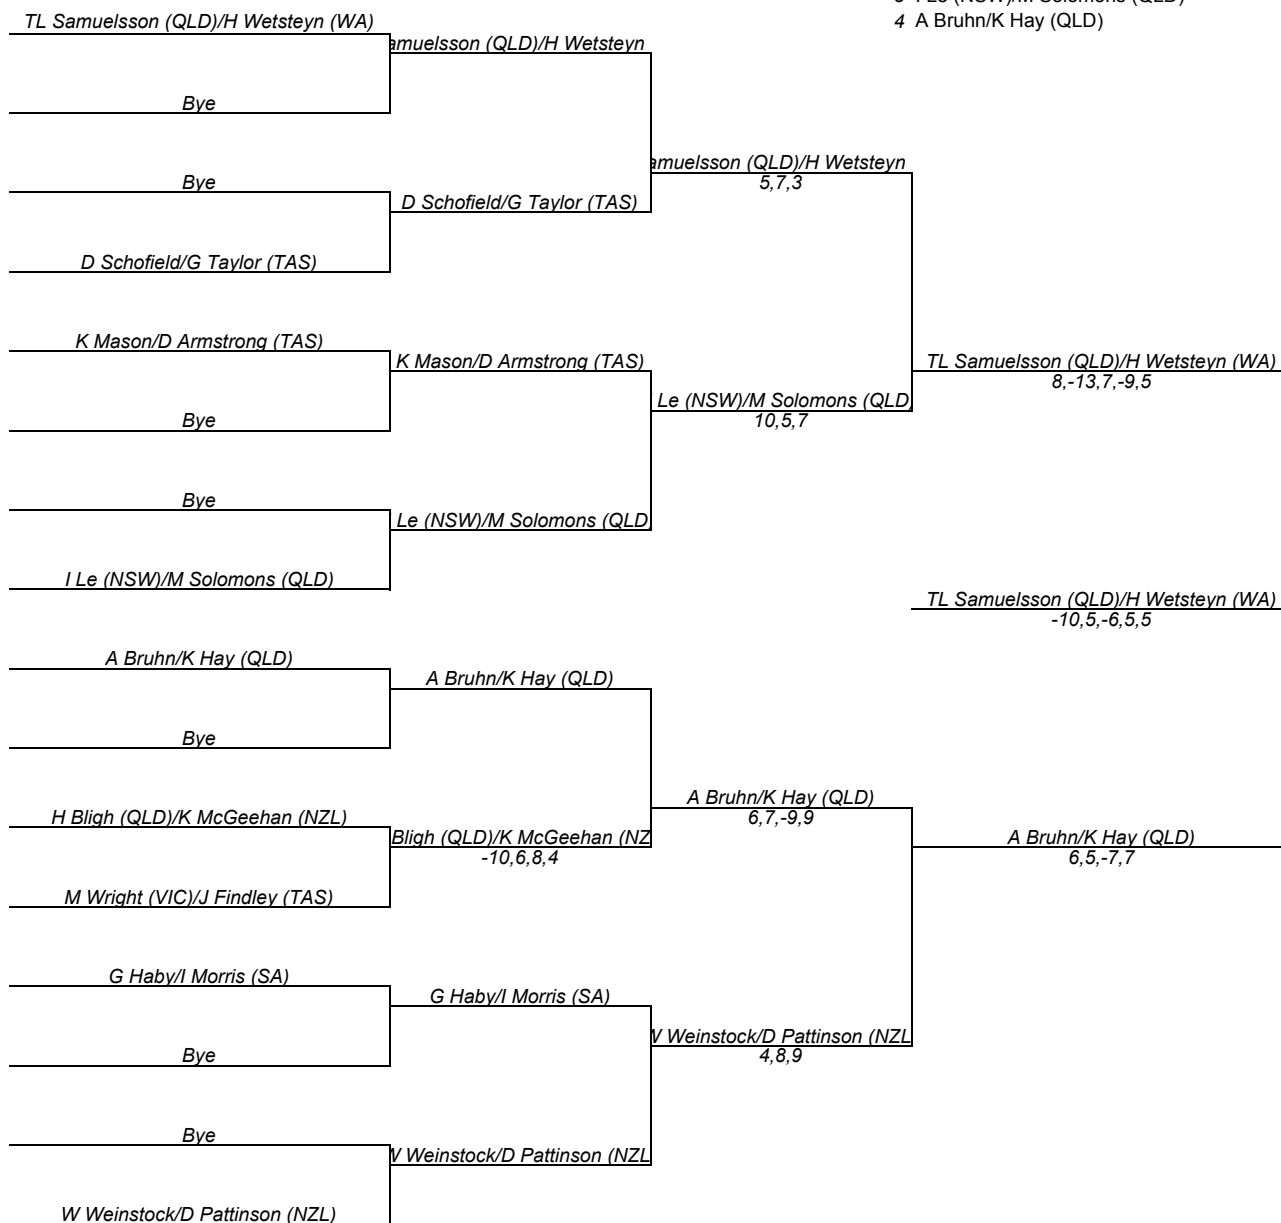 3 I Le (NSW)/M Solomons (QLD)
4 A Bruhn/K Hay (QLD)
TL Samuelsson (QLD)/H Wetsteyn (WA)
amuelsson (QLD)/H Wetsteyn
Bye
amuelsson (QLD)/H Wetsteyn
5,7,3
Bye
D Schofield/G Taylor (TAS)
D Schofield/G Taylor (TAS)
K Mason/D Armstrong (TAS)
K Mason/D Armstrong (TAS)
TL Samuelsson (QLD)/H Wetsteyn (WA)
8,-13,7,-9,5
Le (NSW)/M Solomons (QLD)
10,5,7
Bye
Bye
Le (NSW)/M Solomons (QLD
I Le (NSW)/M Solomons (QLD)
TL Samuelsson (QLD)/H Wetsteyn (WA)
-10,5,-6,5,5
A Bruhn/K Hay (QLD)
A Bruhn/K Hay (QLD)
Bye
A Bruhn/K Hay (QLD)
6,7,-9,9
H Bligh (QLD)/K McGeehan (NZL)
Bligh (QLD)/K McGeehan (NZ
-10,6,8,4
A Bruhn/K Hay (QLD)
6,5,-7,7
M Wright (VIC)/J Findley (TAS)
G Haby/I Morris (SA)
G Haby/I Morris (SA)
W Weinstock/D Pattinson (NZL
4,8,9
Bye
Bye
W Weinstock/D Pattinson (NZL
W Weinstock/D Pattinson (NZL)